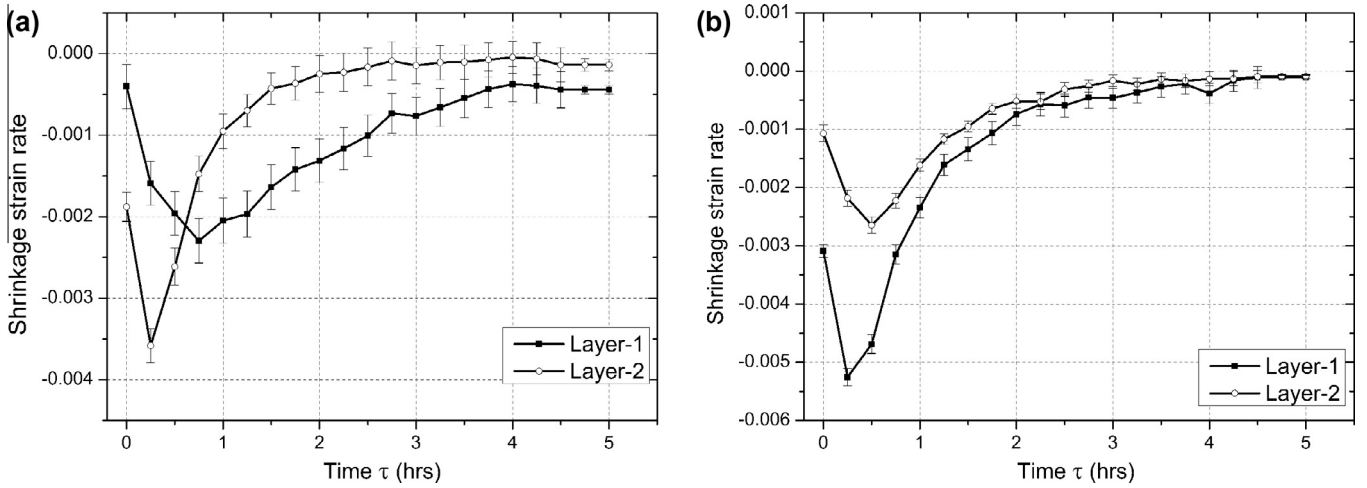 (a)
0.000
-0.001
-0.002
-0.003
-0.004
Shrinkage strain rate
Layer-1
Layer-2
0 1 2 3 4 5
Time τ (hrs)
(b)
0.001
0.000
-0.001
-0.002
-0.003
-0.004
-0.005
-0.006
Shrinkage strain rate
Layer-1
Layer-2
0 1 2 3 4 5
Time τ (hrs)